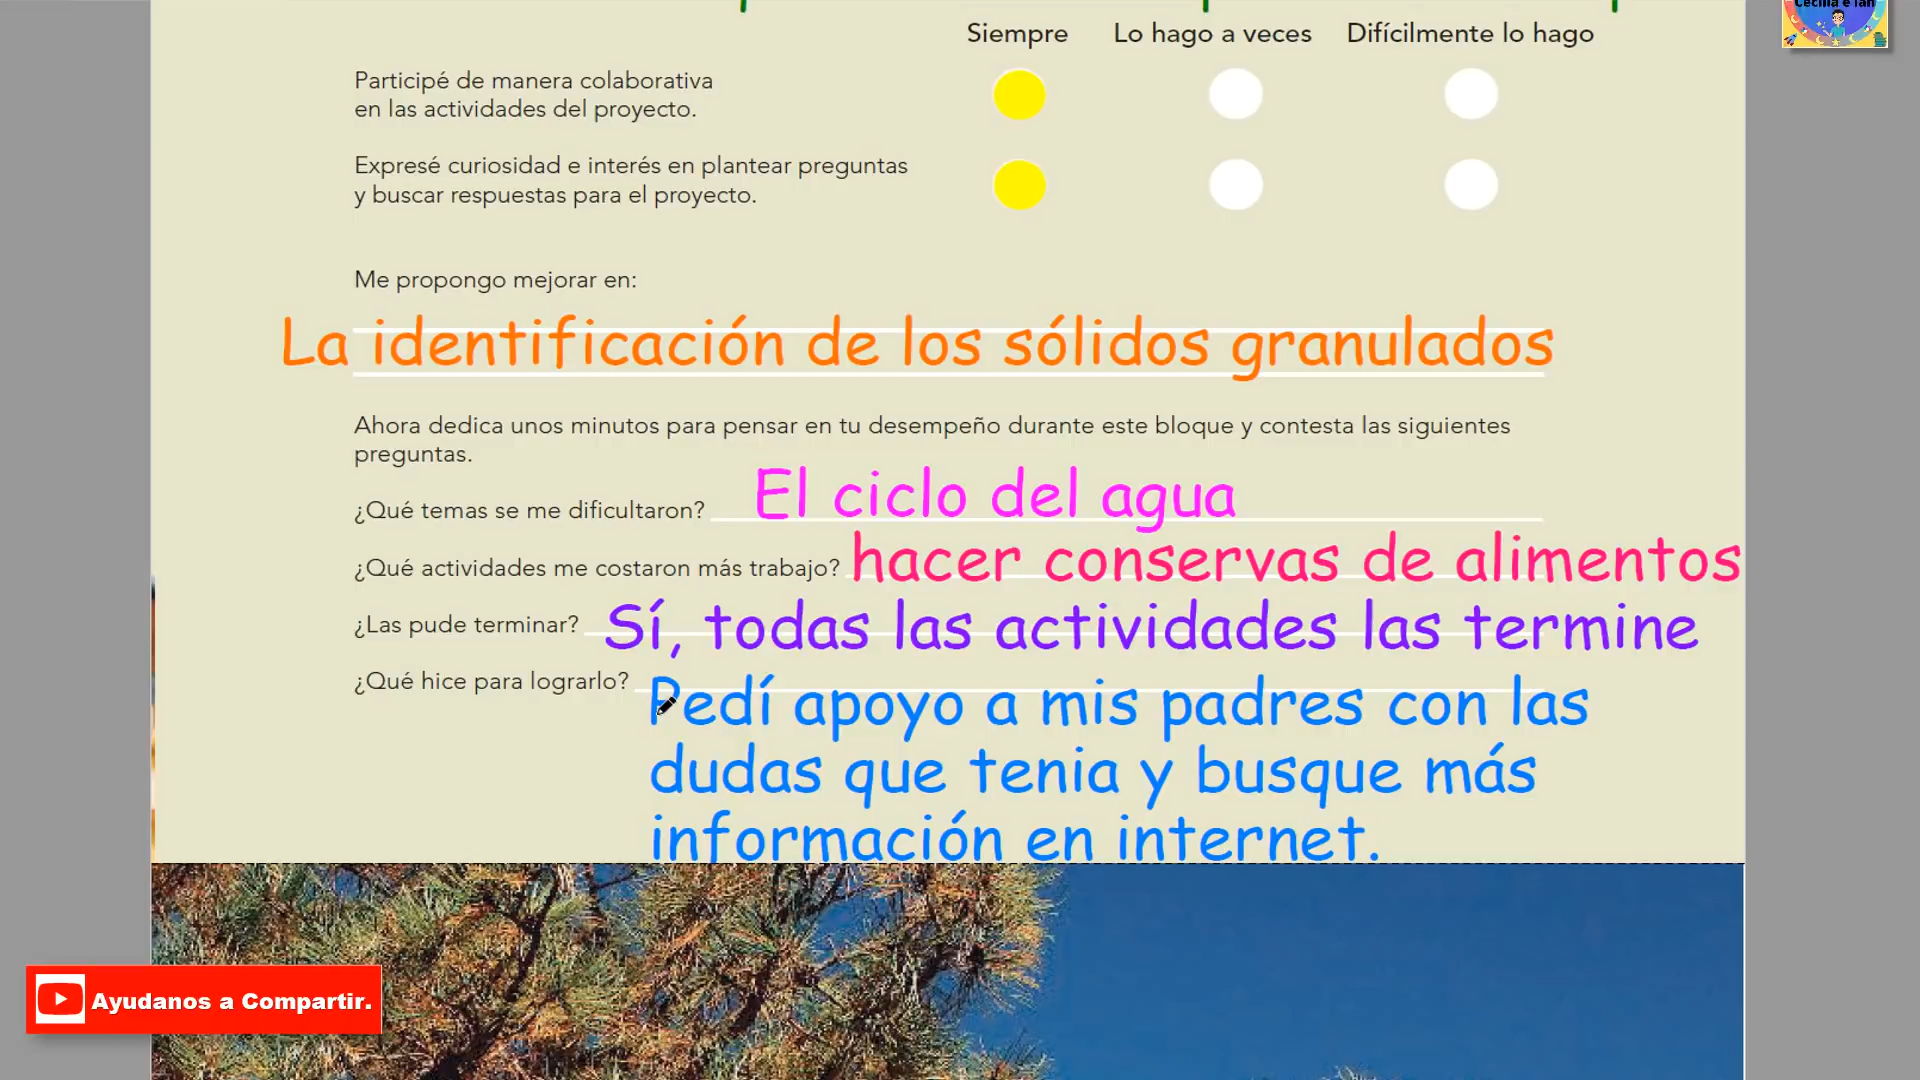 Cecilia e Ian
Siempre Lo hago a veces Difícilmente lo hago
Participé de manera colaborativa
en las actividades del proyecto.
Expresé curiosidad e interés en plantear preguntas
y buscar respuestas para el proyecto.
Me propongo mejorar en:
La identificación de los sólidos granulados
Ahora dedica unos minutos para pensar en tu desempeño durante este bloque y contesta las siguientes
preguntas.
¿Qué temas se me dificultaron? El ciclo del agua
¿Qué actividades me costaron más trabajo? hacer conservas de alimentos
¿Las pude terminar? Sí, todas las actividades las termine
¿Qué hice para lograrlo? Pedí apoyo a mis padres con las
dudas que tenia y busque más
información en internet.
Ayudanos a Compartir.